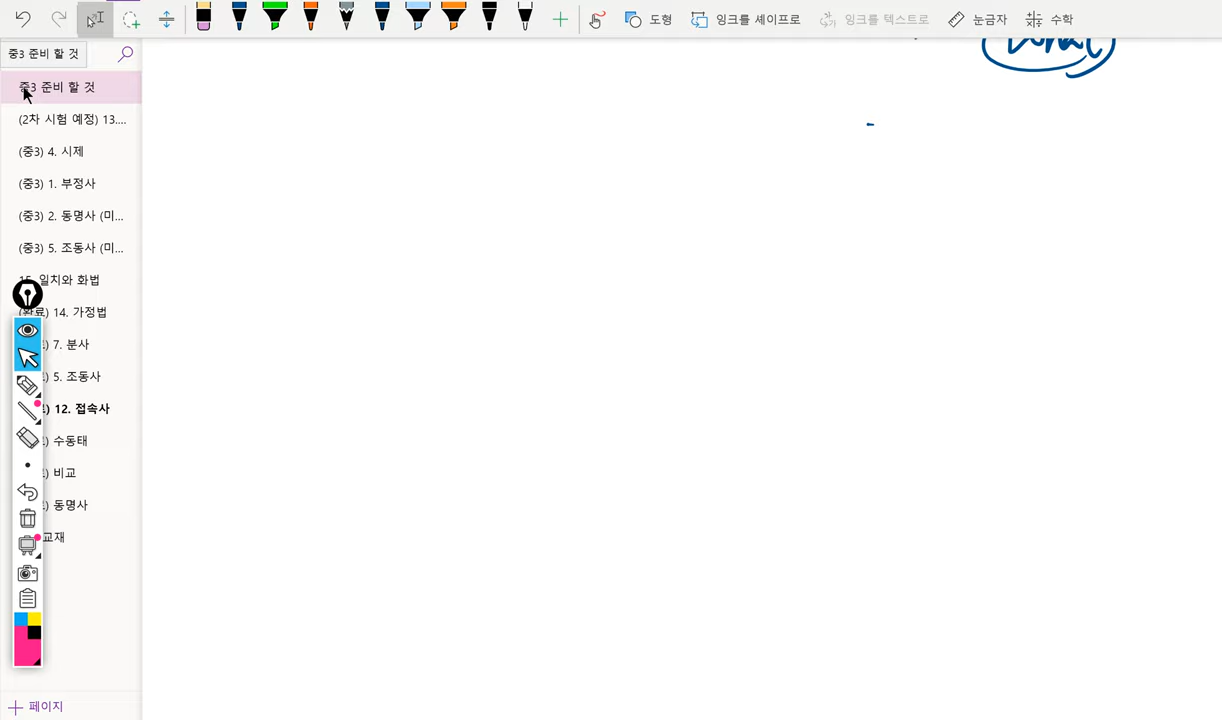 도형
잉크를 셰이프로
잉크를 텍스트로
눈금자
수학
중3 준비 할 것
중3 준비 할 것
(2차 시험 예정) 13....
(중3) 4. 시제
(중3) 1. 부정사
(중3) 2. 동명사 (미...
(중3) 5. 조동사 (미...
15. 일치와 화법
(완료) 14. 가정법
) 7. 분사
) 5. 조동사
) 12. 접속사
) 수동태
) 비교
) 동명사
교재
페이지